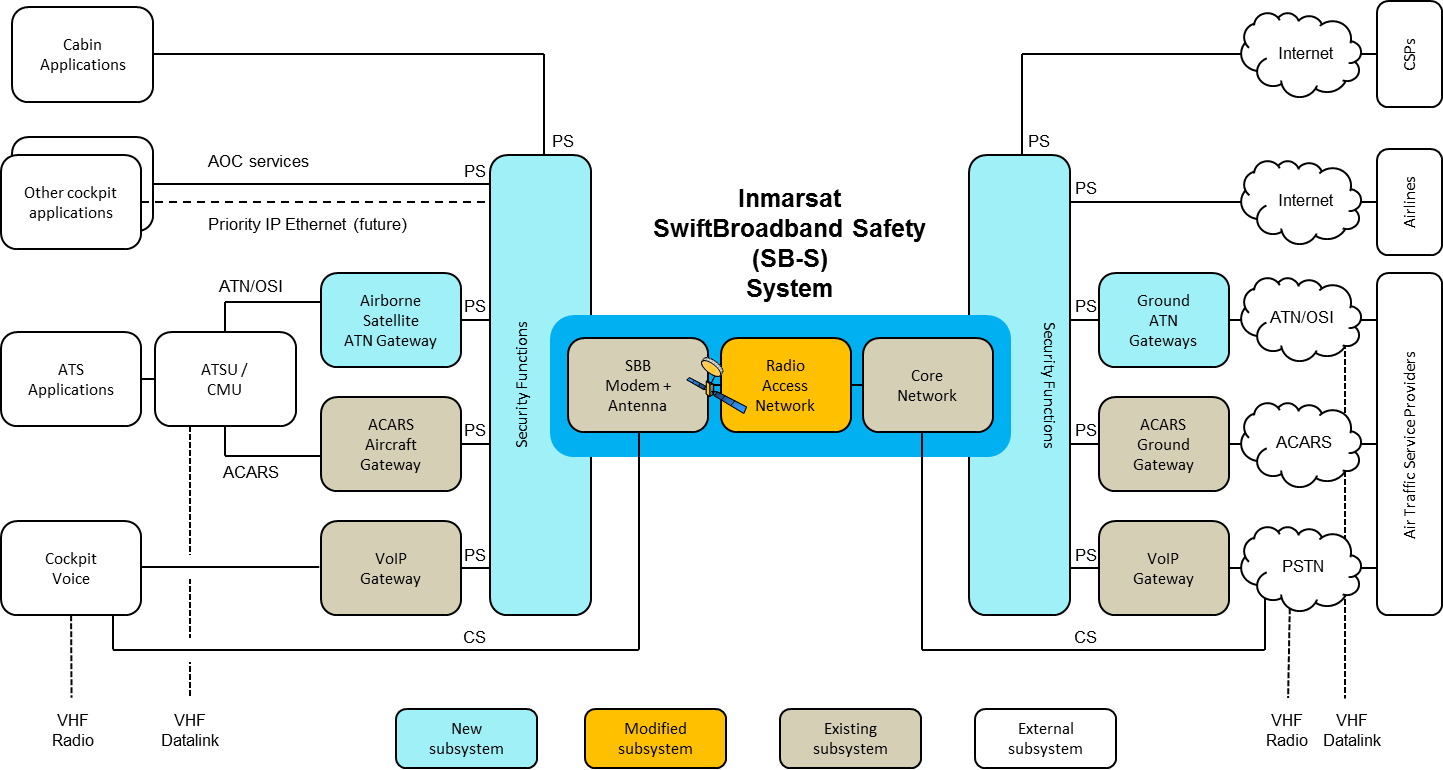 Cabin
Applications
PS
AOC services
PS
Other cockpit
applications
Priority IP Ethernet (future)
ATN/OSI
Airborne
Satellite
ATN Gateway
PS
ATS
Applications
ATSU /
CMU
ACARS
Aircraft
Gateway
PS
ACARS
Cockpit
Voice
VoIP
Gateway
PS
CS
VHF
Radio
VHF
Datalink
Security Functions
Inmarsat
SwiftBroadband Safety
(SB-S)
System
SBB
Modem +
Antenna
Radio
Access
Network
Core
Network
Security Functions
PS
Internet
CSPs
PS
Internet
Airlines
PS
Ground
ATN
Gateways
ATN/OSI
PS
ACARS
Ground
Gateway
ACARS
Air Traffic Service Providers
PS
VoIP
Gateway
PSTN
CS
VHF
Radio
VHF
Datalink
New
subsystem
Modified
subsystem
Existing
subsystem
External
subsystem